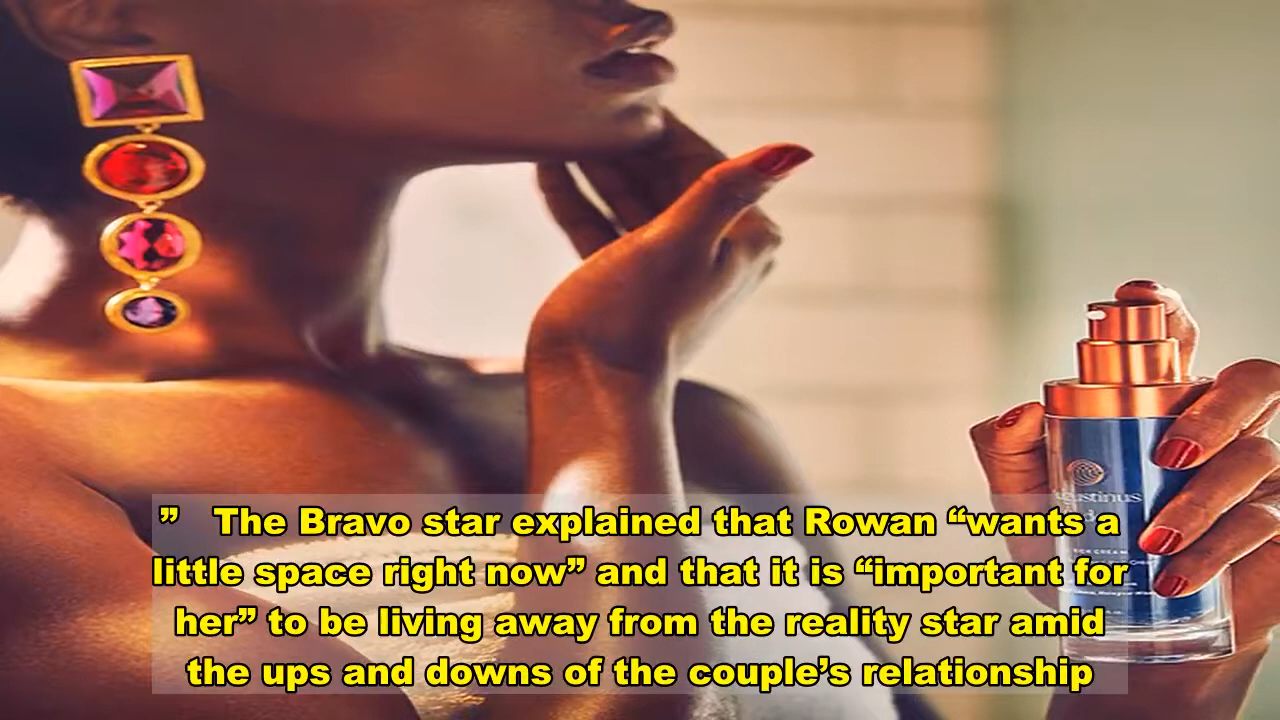 ”   The Bravo star explained that Rowan “wants a
little space right now” and that it is “important for
her” to be living away from the reality star amid
the ups and downs of the couple’s relationship